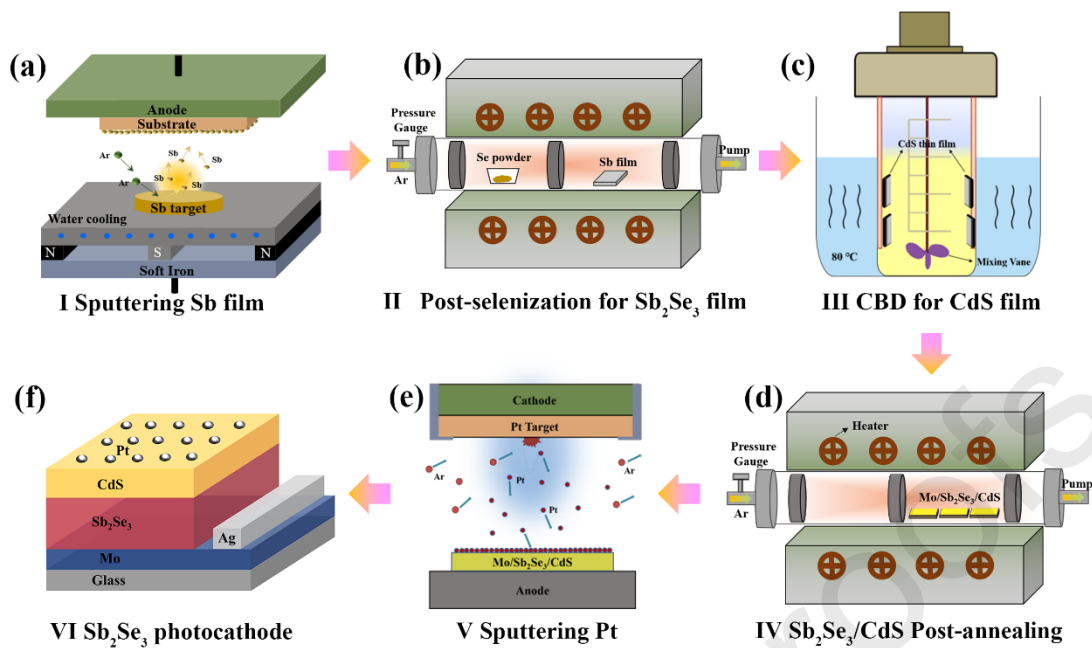 (a)
Anode
Substrate
Ar
Sb
Sb
Ar
Sb
Sb
Sb target
Water cooling
N
S
N
Soft Iron
I Sputtering Sb film
(b)
Pressure
Gauge
Ar
Se powder
Sb film
Pump
II Post-selenization for Sb₂Se₃ film
(c)
CdS thin film
80 °C
Mixing Vane
III CBD for CdS film
(d)
Heater
Pressure
Gauge
Ar
Mo/Sb₂Se₃/CdS
Pump
IV Sb₂Se₃/CdS Post-annealing
(e)
Cathode
Pt Target
Ar
Ar
Pt
Pt
Mo/Sb₂Se₃/CdS
Anode
V Sputtering Pt
(f)
Pt
CdS
Sb₂Se₃
Ag
Mo
Glass
VI Sb₂Se₃ photocathode
roofs